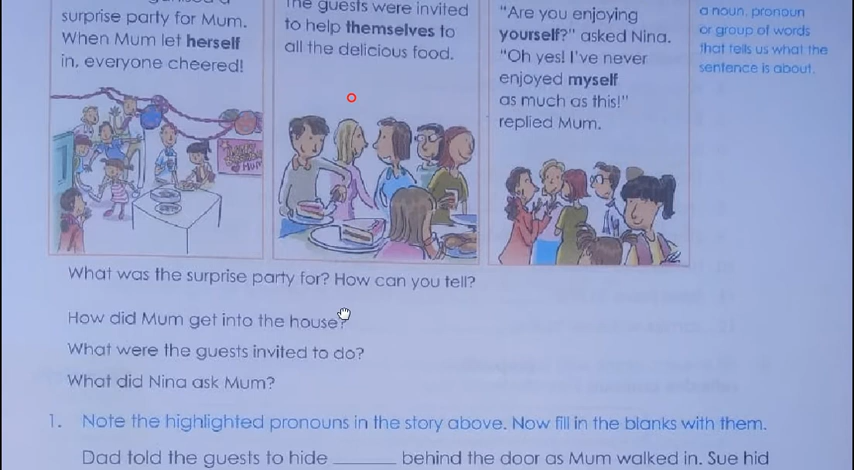 surprise party for Mum.
When Mum let herself
in, everyone cheered!
The guests were invited
to help themselves to
all the delicious food.
"Are you enjoying
yourself?" asked Nina.
"Oh yes! I've never
enjoyed myself
as much as this!"
replied Mum.
a noun, pronoun
or group of words
that tells us what the
sentence is about.
What was the surprise party for? How can you tell?
How did Mum get into the house?
What were the guests invited to do?
What did Nina ask Mum?
1. Note the highlighted pronouns in the story above. Now fill in the blanks with them.
Dad told the guests to hide ______ behind the door as Mum walked in. Sue hid